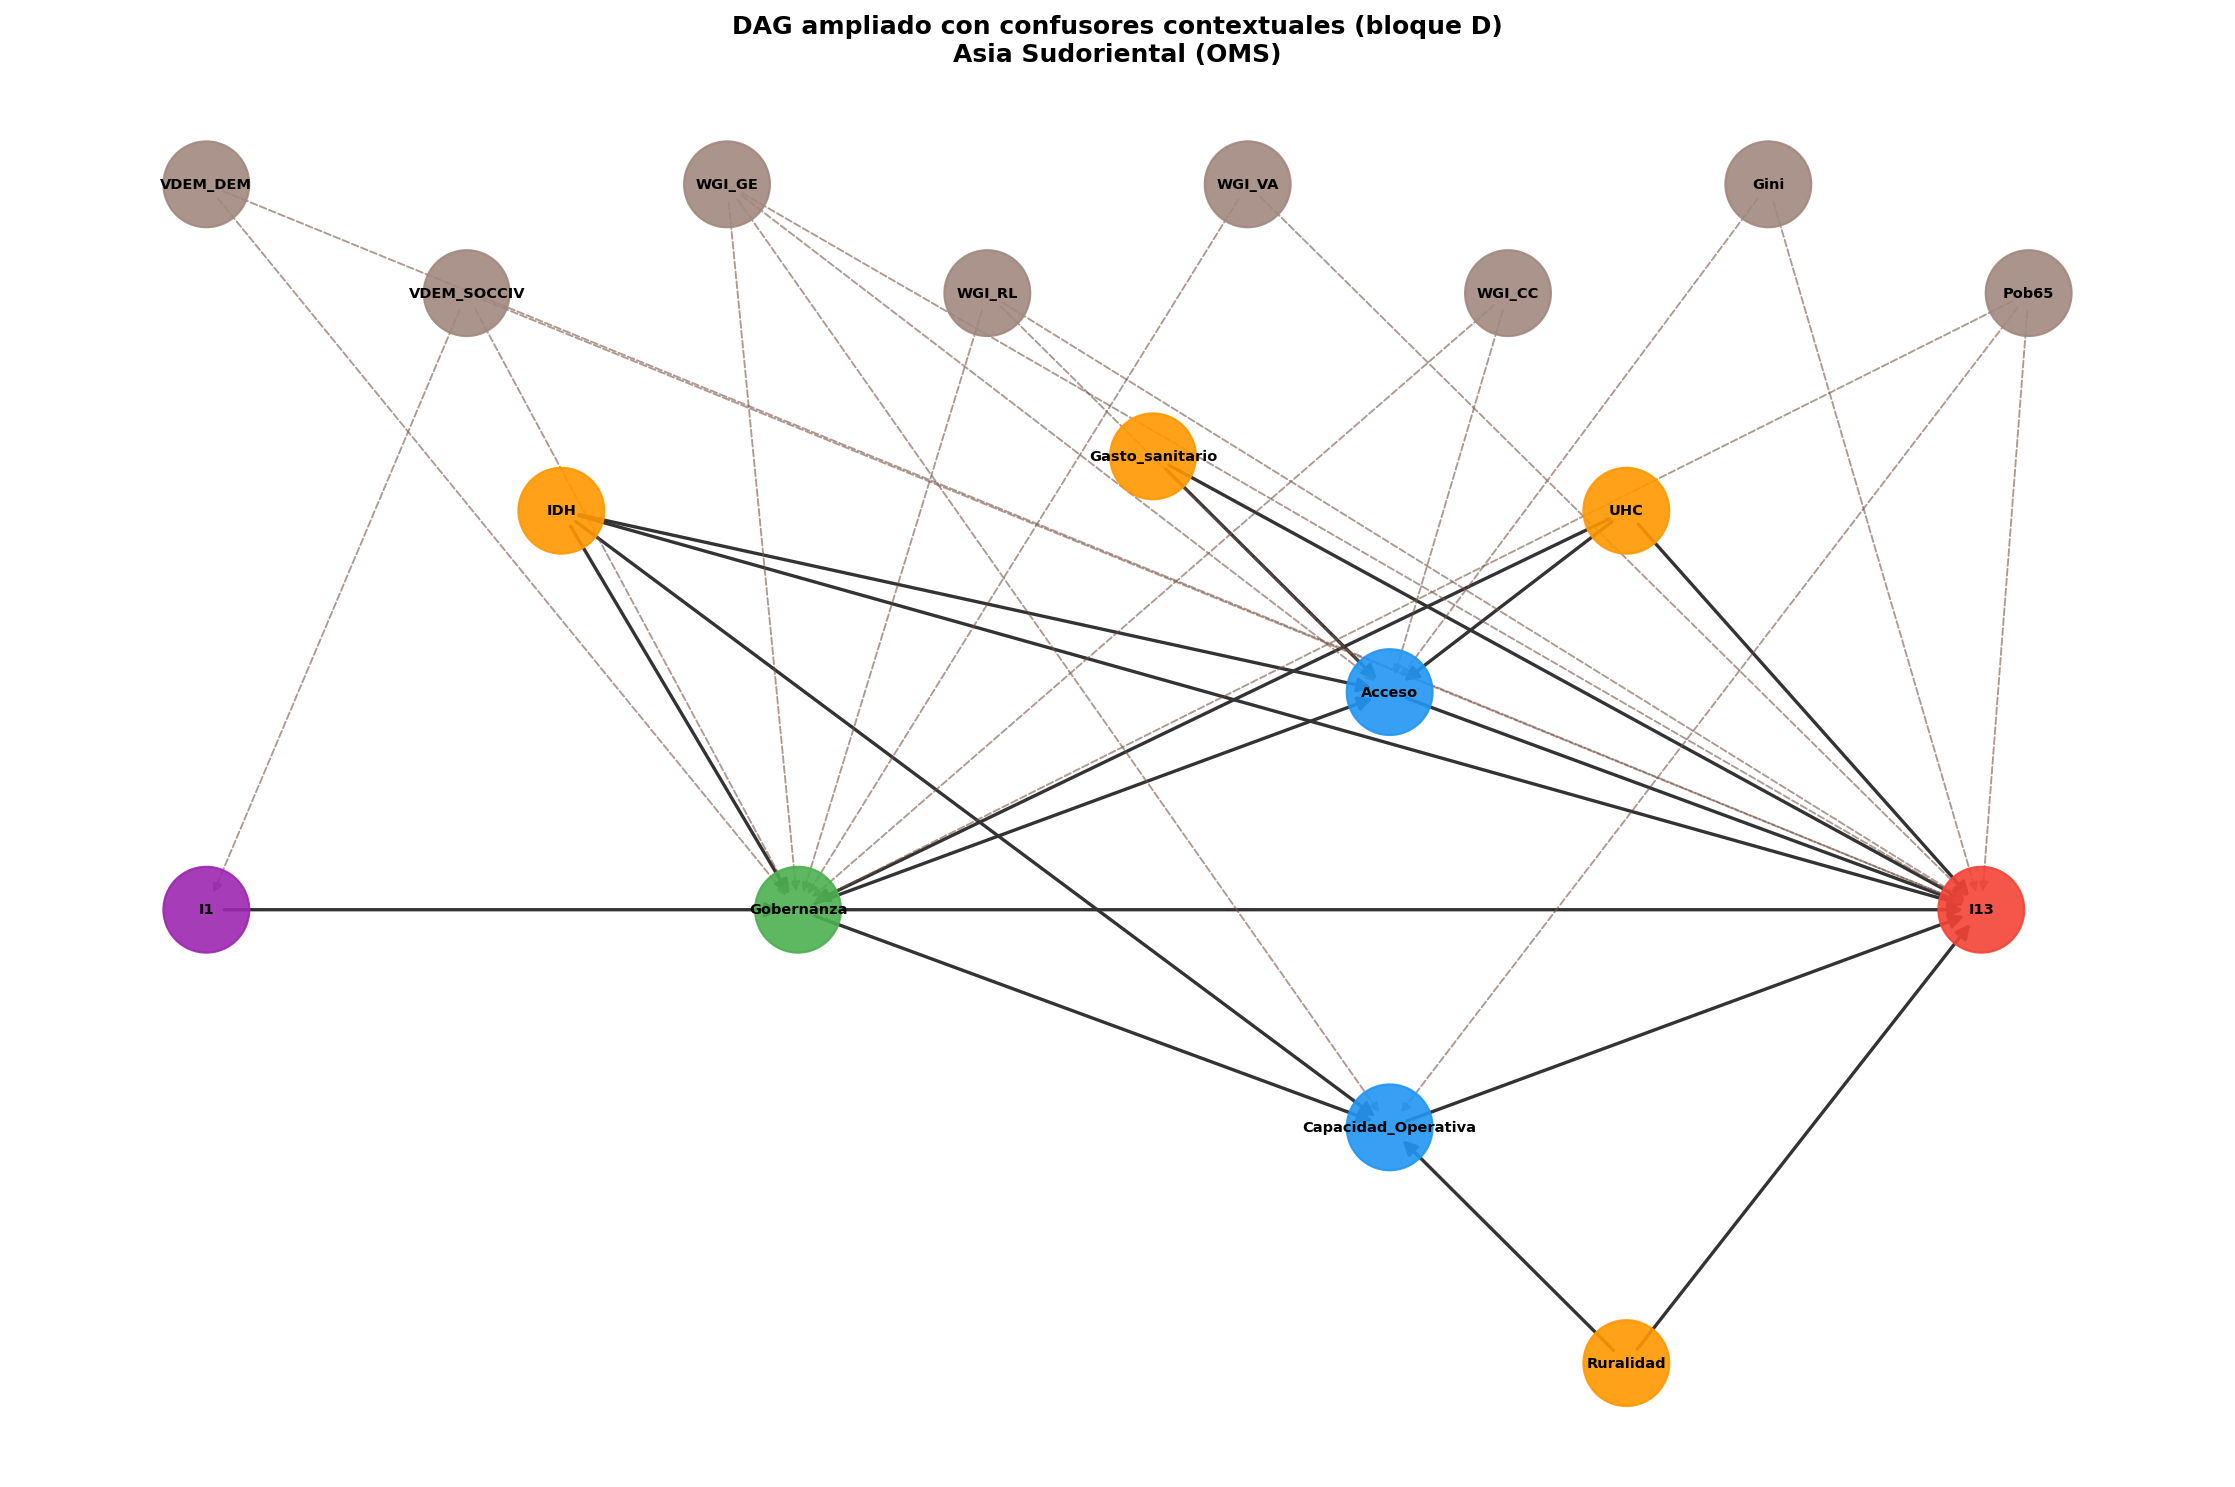 DAG ampliado con confusores contextuales (bloque D)
Asia Sudoriental (OMS)
VDEM_DEM
WGI_GE
WGI_VA
Gini
VDEM_SOCCIV
WGI_RL
WGI_CC
Pob65
Gasto_sanitario
IDH
UHC
Acceso
I1
Gobernanza
I13
Capacidad_Operativa
Ruralidad